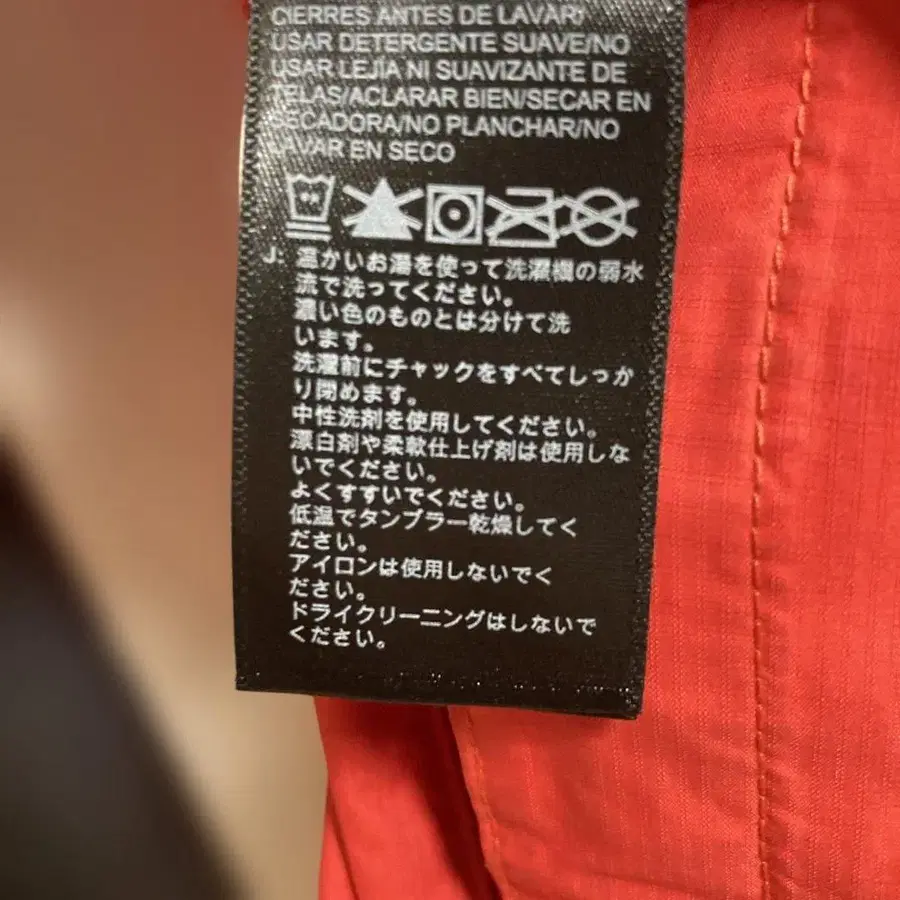 CIERRES ANTES DE LAVAR/
USAR DETERGENTE SUAVE/NO
USAR LEJÍA NI SUAVIZANTE DE
TELAS/ACLARAR BIEN/SECAR EN
SECADORA/NO PLANCHAR/NO
LAVAR EN SECO
J: 温かいお湯を使って洗濯機の弱水
流で洗ってください。
濃い色のものとは分けて洗
います。
洗濯前にチャックをすべてしっか
り閉めます。
中性洗剤を使用してください。
漂白剤や柔軟仕上げ剤は使用しな
いでください。
よくすすいでください。
低温でタンブラー乾燥してく
ださい。
アイロンは使用しないでく
ださい。
ドライクリーニングはしないで
ください。